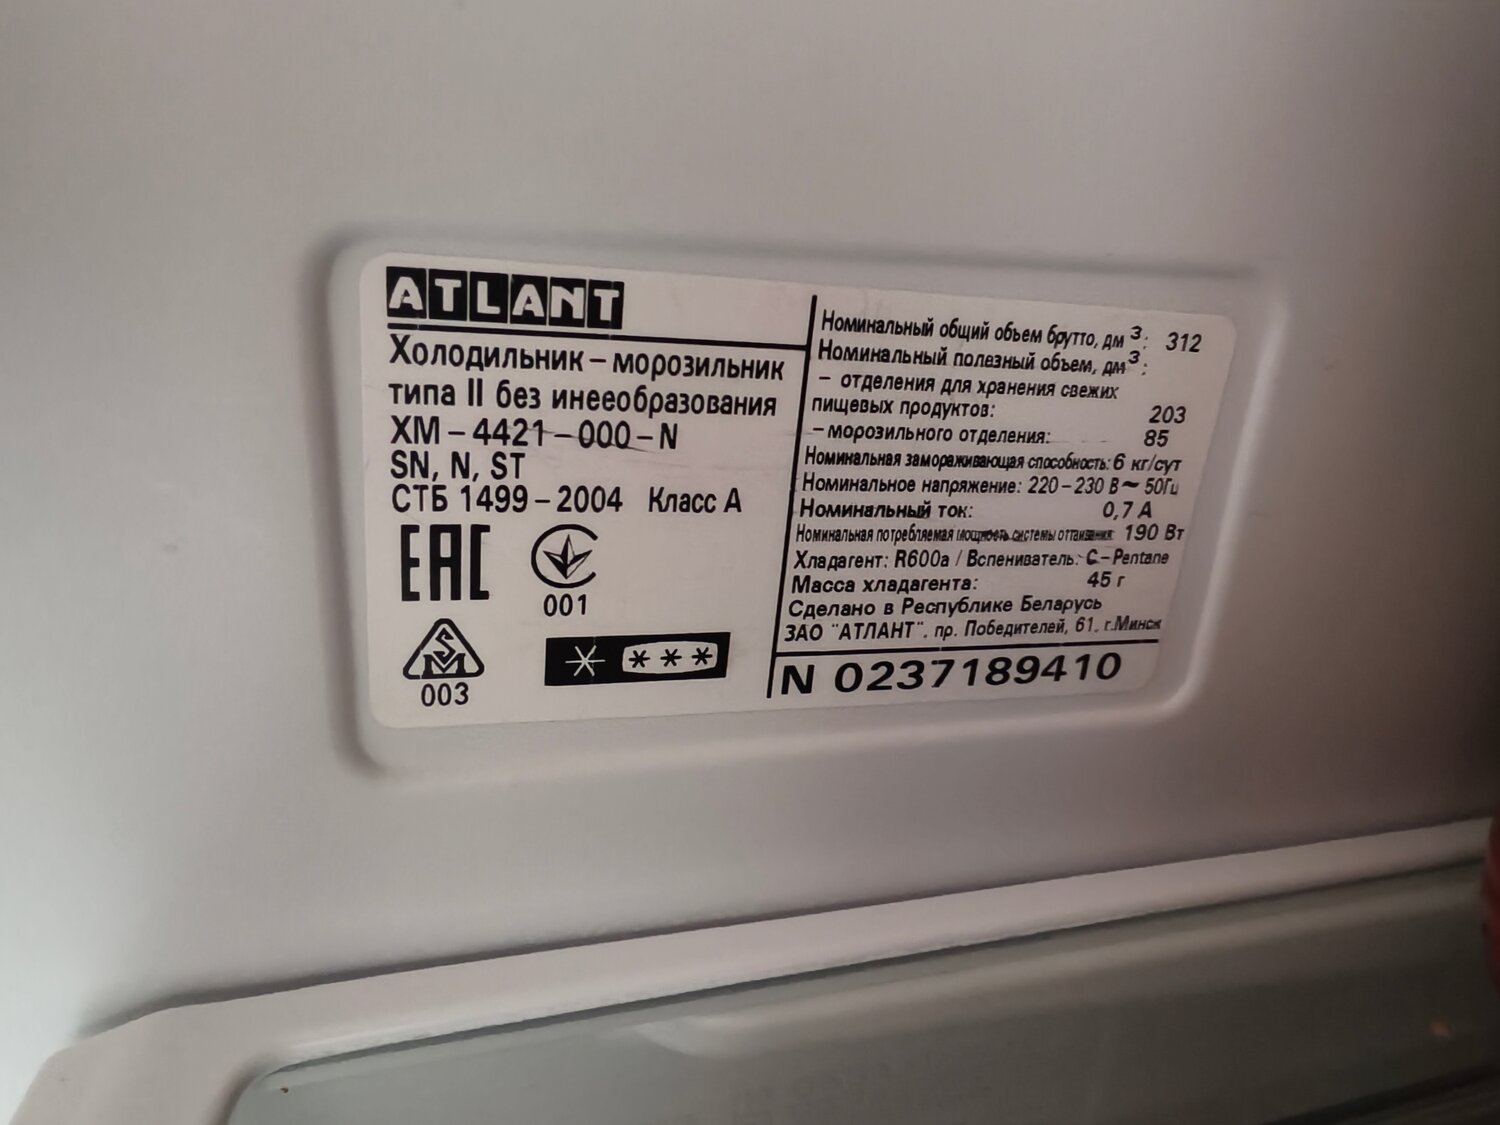 ATLANT
Холодильник – морозильник
типа II без инееобразования
ХМ – 4421 – 000 – N
SN, N, ST
СТБ 1499 – 2004 Класс А
EAC
001
SM
003
Номинальный общий объем брутто, дм³: 312
Номинальный полезный объем, дм³:
– отделения для хранения свежих
пищевых продуктов: 203
– морозильного отделения: 85
Номинальная замораживающая способность: 6 кг/сут
Номинальное напряжение: 220 – 230 В ~ 50Гц
Номинальный ток: 0,7 А
Номинальная потребляемая мощность системы оттаивания: 190 Вт
Хладагент: R600a / Вспениватель: C – Pentane
Масса хладагента: 45 г
Сделано в Республике Беларусь
ЗАО "АТЛАНТ", пр. Победителей, 61, г.Минск
N 0237189410